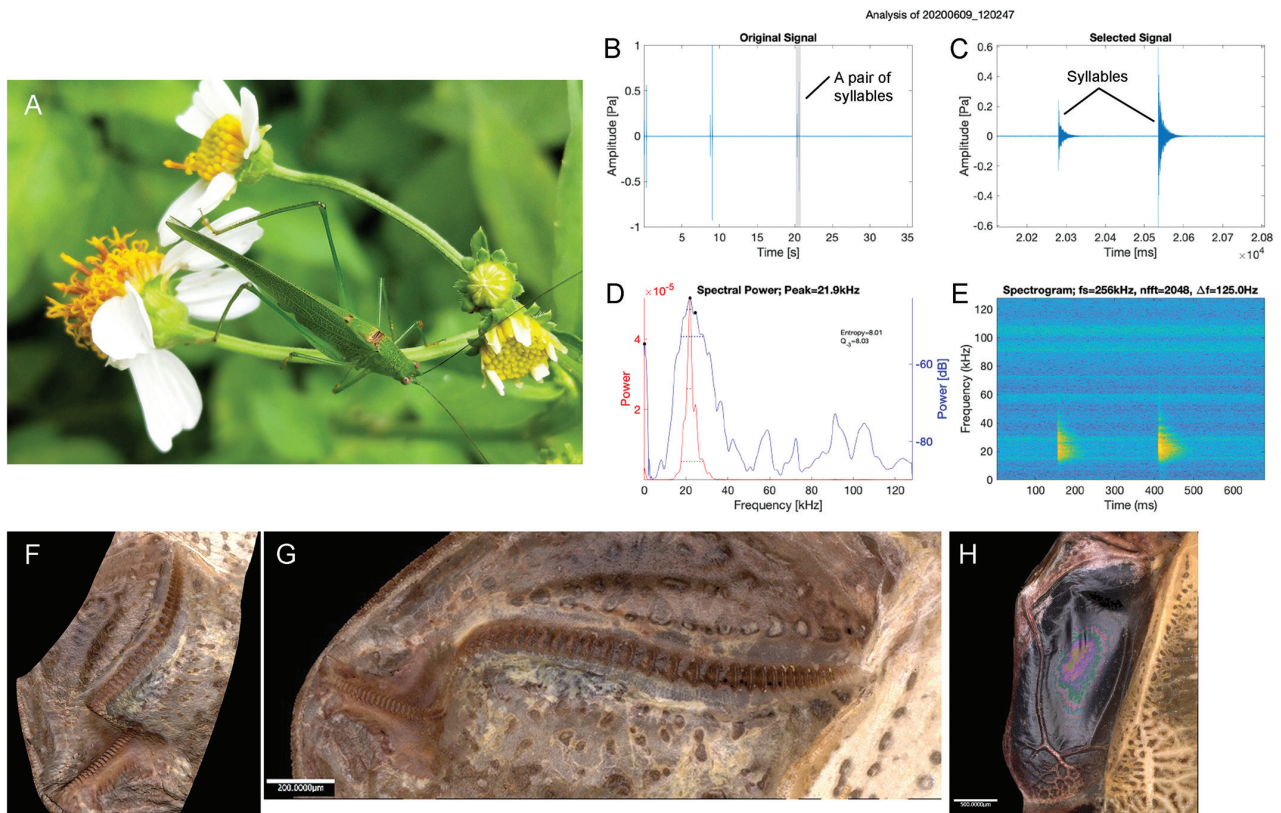 Analysis of 20200609_120247
A
B
Original Signal
Amplitude [Pa]
1
0.5
0
-0.5
-1
5 10 15 20 25 30 35
Time [s]
A pair of
syllables
C
Selected Signal
Amplitude [Pa]
0.6
0.4
0.2
0
-0.2
-0.4
-0.6
2.02 2.03 2.04 2.05 2.06 2.07 2.08
×10⁴
Time [ms]
Syllables
D
×10⁻⁵
Spectral Power; Peak=21.9kHz
Power
4
2
Entropy=8.01
Q₋₃=8.03
-60
-80
Power [dB]
0 20 40 60 80 100 120
Frequency [kHz]
E
Spectrogram; fs=256kHz, nfft=2048, Δf=125.0Hz
Frequency (kHz)
120
100
80
60
40
20
0
100 200 300 400 500 600
Time (ms)
F
G
200.0000µm
H
500.0000µm